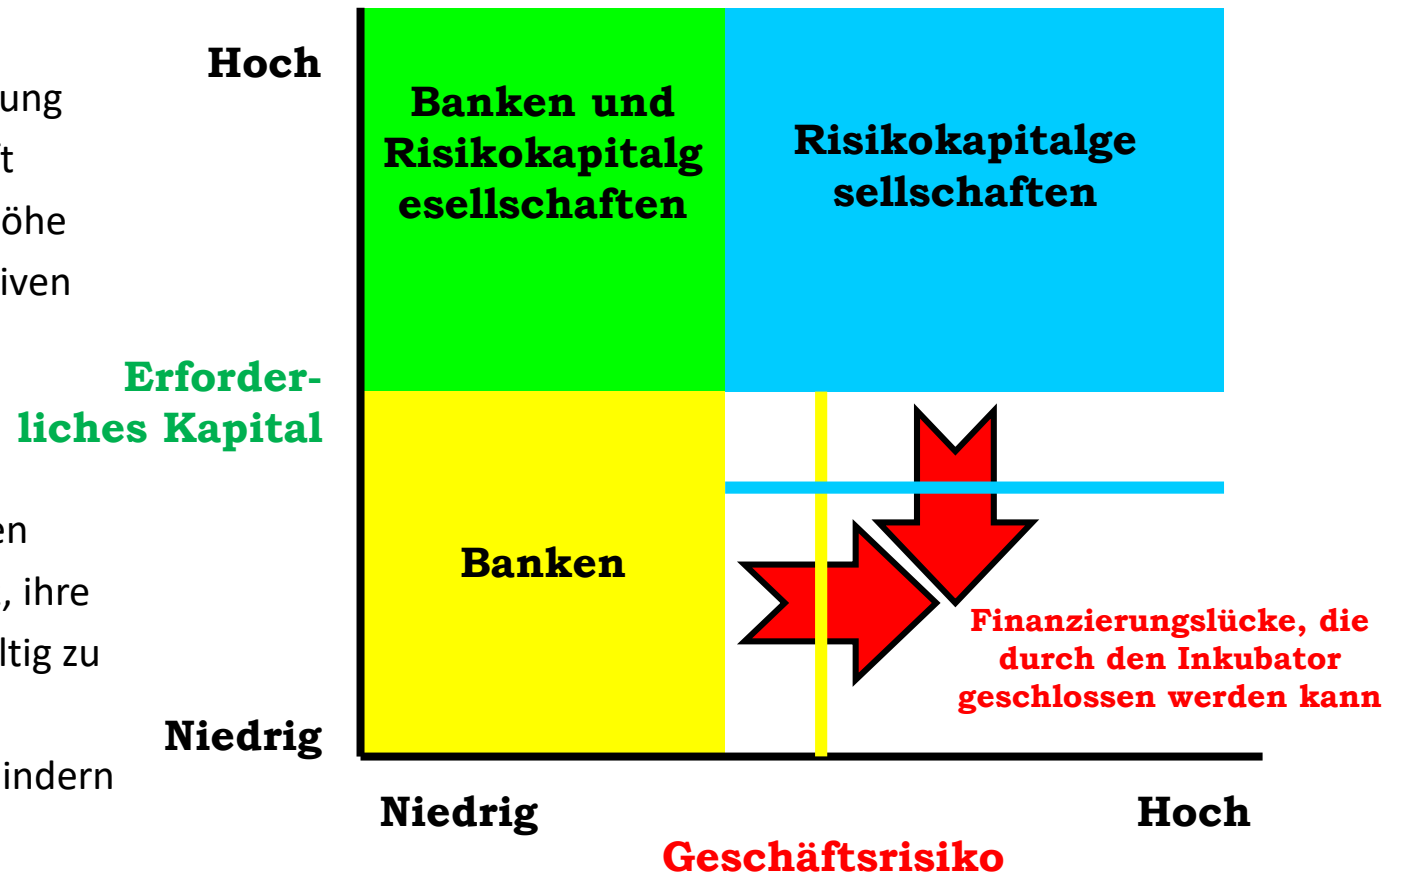 ung
t
öhe
iven
en
, ihre
ltig zu
indern
Hoch
Erforder-
liches Kapital
Niedrig
Banken und
Risikokapitalg
esellschaften
Risikokapitalge
sellschaften
Banken
Finanzierungslücke, die
durch den Inkubator
geschlossen werden kann
Niedrig
Hoch
Geschäftsrisiko